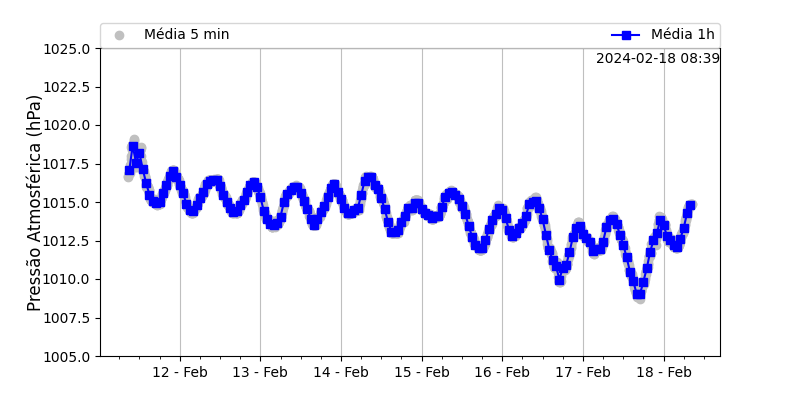 Média 5 min
Média 1h
2024-02-18 08:39
Pressão Atmosférica (hPa)
1025.0
1022.5
1020.0
1017.5
1015.0
1012.5
1010.0
1007.5
1005.0
12 - Feb
13 - Feb
14 - Feb
15 - Feb
16 - Feb
17 - Feb
18 - Feb